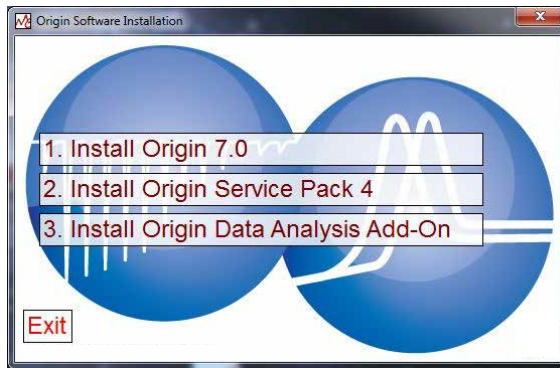 Origin Software Installation
1. Install Origin 7.0
2. Install Origin Service Pack 4
3. Install Origin Data Analysis Add-On
Exit